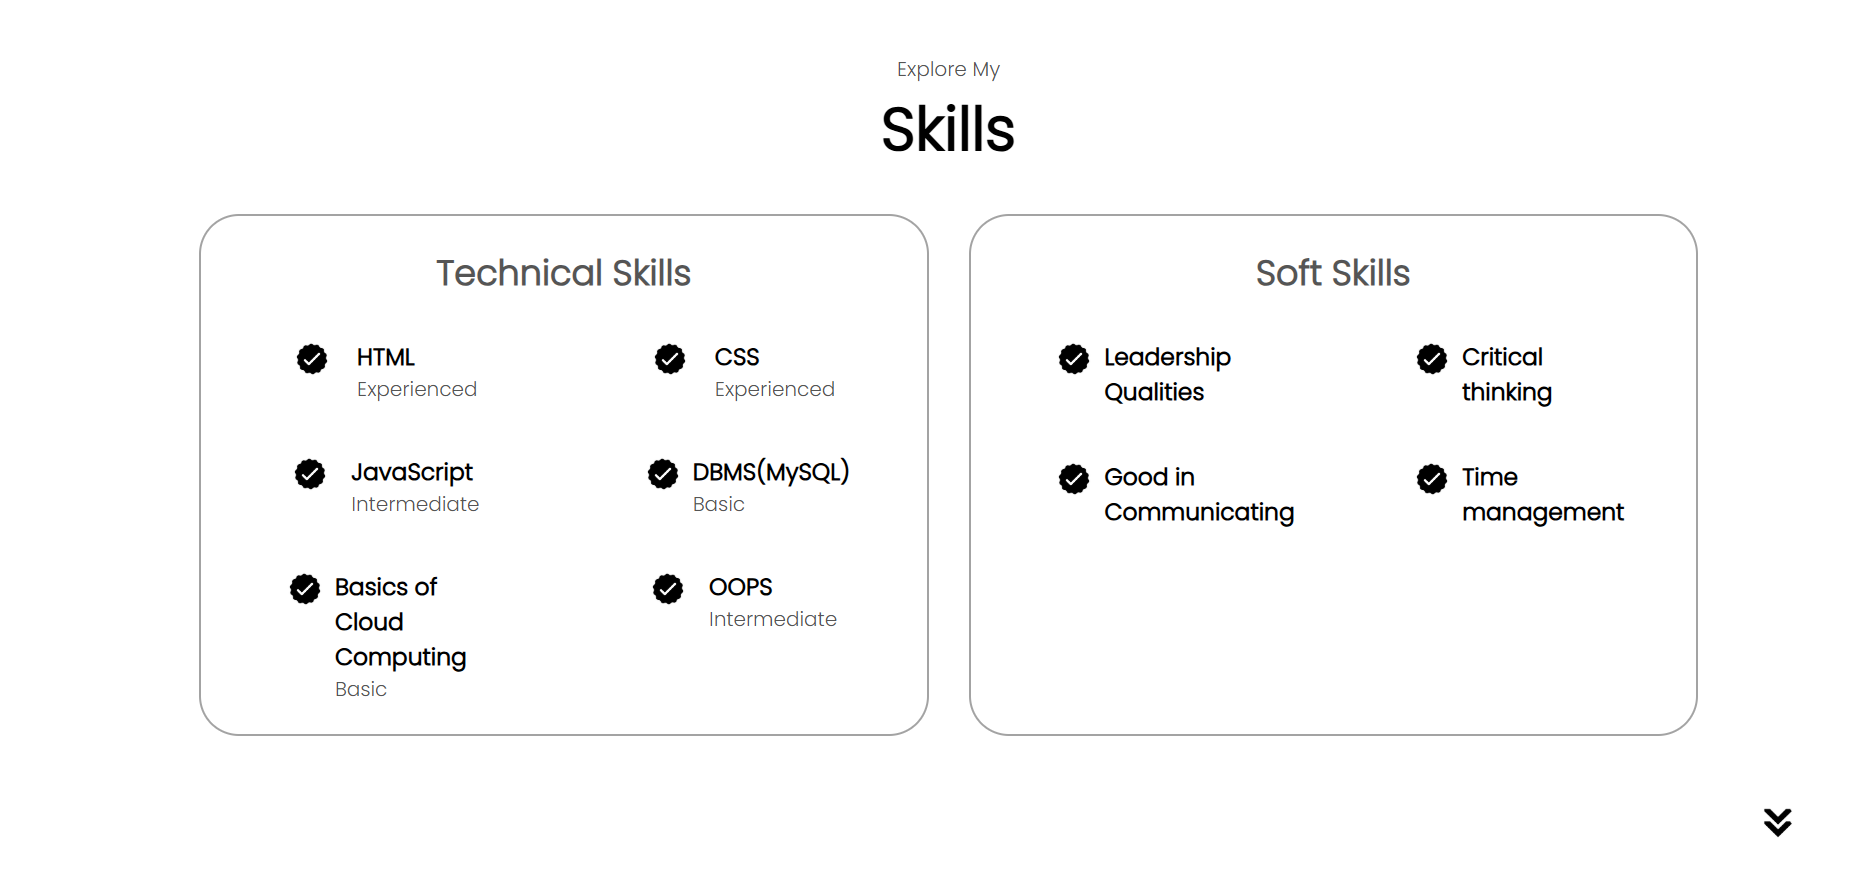 Explore My
Skills
Technical Skills
HTML
Experienced
CSS
Experienced
JavaScript
Intermediate
DBMS(MySQL)
Basic
Basics of
Cloud
Computing
Basic
OOPS
Intermediate
Soft Skills
Leadership
Qualities
Critical
thinking
Good in
Communicating
Time
management